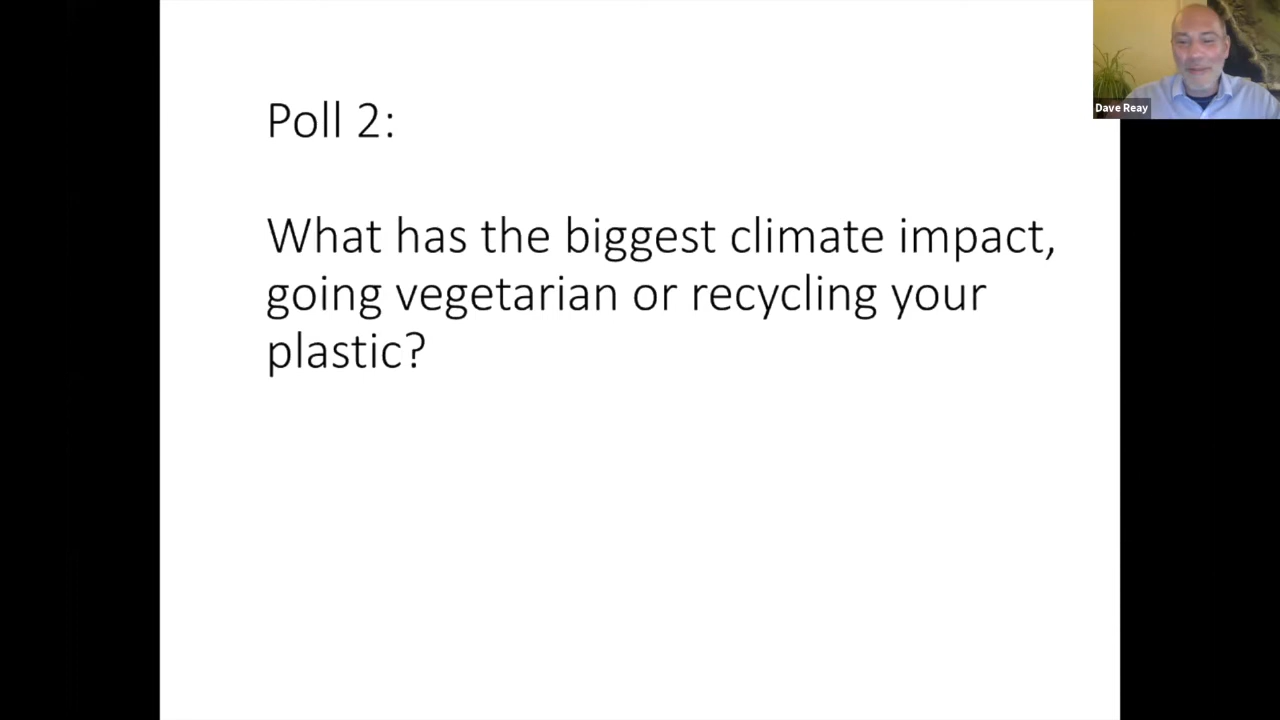 Poll 2:
What has the biggest climate impact,
going vegetarian or recycling your
plastic?
Dave Reay